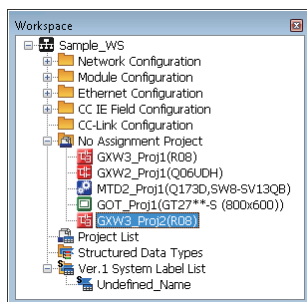 Workspace
Sample_WS
Network Configuration
Module Configuration
Ethernet Configuration
CC IE Field Configuration
CC-Link Configuration
No Assignment Project
GXW3_Proj1(R08)
GXW2_Proj1(Q06UDH)
MTD2_Proj1(Q173D,SW8-SV13QB)
GOT_Proj1(GT27**-S (800x600))
GXW3_Proj2(R08)
Project List
Structured Data Types
Ver.1 System Label List
Undefined_Name